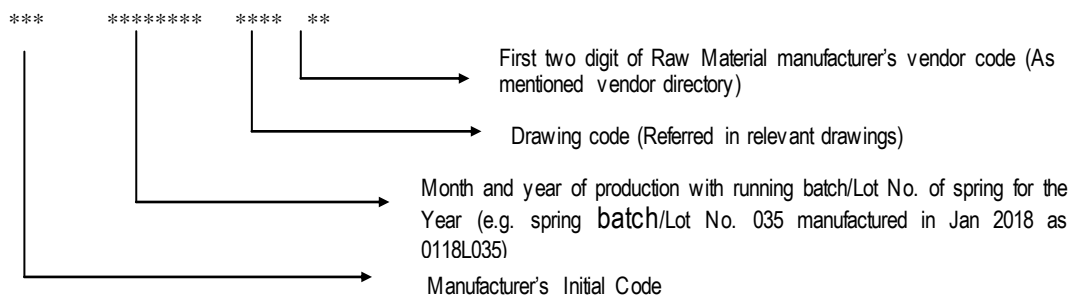 *** ******** **** **
First two digit of Raw Material manufacturer's vendor code (As
mentioned vendor directory)
Drawing code (Referred in relevant drawings)
Month and year of production with running batch/Lot No. of spring for the
Year (e.g. spring batch/Lot No. 035 manufactured in Jan 2018 as
0118L035)
Manufacturer's Initial Code